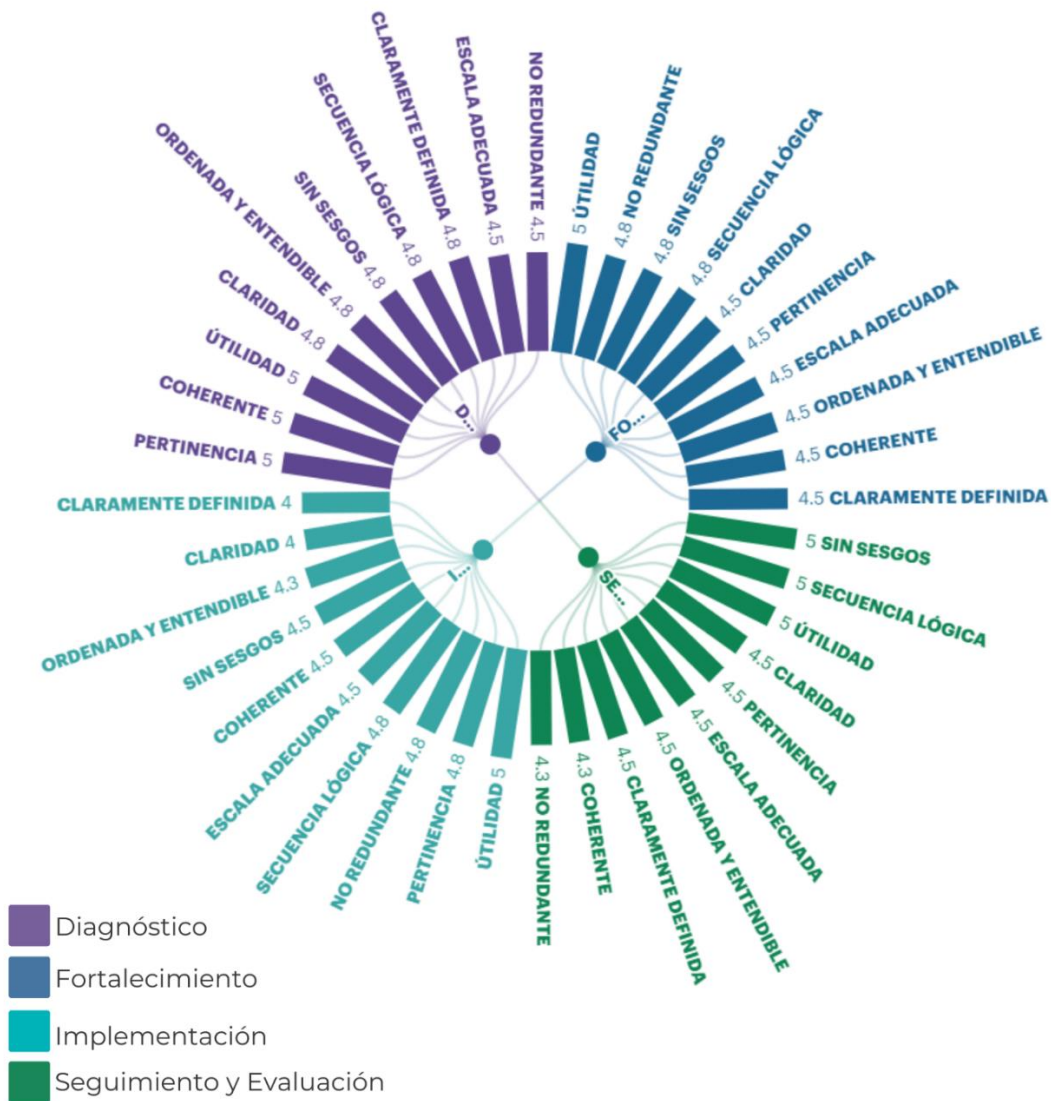 PERTINENCIA 5
COHERENTE 5
ÚTILIDAD 5
CLARIDAD 4.8
ORDENADA Y ENTENDIBLE 4.8
SIN SESGOS 4.8
SECUENCIA LÓGICA 4.8
CLARAMENTE DEFINIDA 4.8
ESCALA ADECUADA 4.5
NO REDUNDANTE 4.5
5 ÚTILIDAD
4.8 NO REDUNDANTE
4.8 SIN SESGOS
4.8 SECUENCIA LÓGICA
4.5 CLARIDAD
4.5 PERTINENCIA
4.5 ESCALA ADECUADA
4.5 ORDENADA Y ENTENDIBLE
4.5 COHERENTE
4.5 CLARAMENTE DEFINIDA
5 SIN SESGOS
5 SECUENCIA LÓGICA
5 ÚTILIDAD
4.5 CLARIDAD
4.5 PERTINENCIA
4.5 ESCALA ADECUADA
4.5 ORDENADA Y ENTENDIBLE
4.5 CLARAMENTE DEFINIDA
4.3 COHERENTE
4.3 NO REDUNDANTE
ÚTILIDAD 5
PERTINENCIA 4.8
NO REDUNDANTE 4.8
SECUENCIA LÓGICA 4.8
ESCALA ADECUADA 4.5
COHERENTE 4.5
SIN SESGOS 4.5
ORDENADA Y ENTENDIBLE 4.3
CLARIDAD 4
CLARAMENTE DEFINIDA 4
D...
FO...
I...
SE...
Diagnóstico
Fortalecimiento
Implementación
Seguimiento y Evaluación